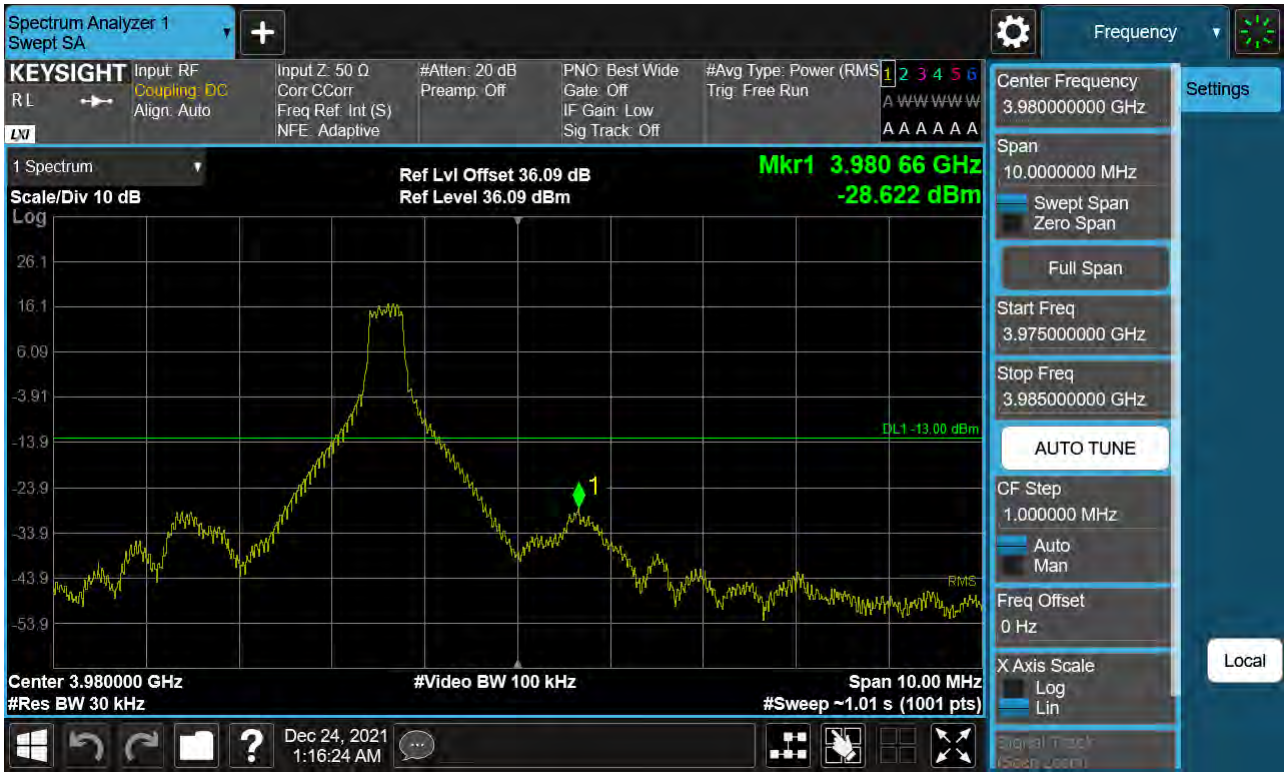 Spectrum Analyzer 1
Swept SA
+
Frequency
KEYSIGHT
RL
LXI
Input: RF
Coupling: DC
Align: Auto
Input Z: 50 Ω
Corr CCorr
Freq Ref: Int (S)
NFE: Adaptive
#Atten: 20 dB
Preamp: Off
PNO: Best Wide
Gate: Off
IF Gain: Low
Sig Track: Off
#Avg Type: Power (RMS
Trig: Free Run
1 2 3 4 5 6
A W W W W W
A A A A A A
1 Spectrum
Scale/Div 10 dB
Log
Ref Lvl Offset 36.09 dB
Ref Level 36.09 dBm
Mkr1 3.980 66 GHz
-28.622 dBm
26.1
16.1
6.09
-3.91
-13.9
-23.9
-33.9
-43.9
-53.9
DL1 -13.00 dBm
1
RMS
Center 3.980000 GHz
#Res BW 30 kHz
#Video BW 100 kHz
Span 10.00 MHz
#Sweep ~1.01 s (1001 pts)
Center Frequency
3.980000000 GHz
Span
10.0000000 MHz
Swept Span
Zero Span
Full Span
Start Freq
3.975000000 GHz
Stop Freq
3.985000000 GHz
AUTO TUNE
CF Step
1.000000 MHz
Auto
Man
Freq Offset
0 Hz
X Axis Scale
Log
Lin
Signal Track
(Span Zoom)
Settings
Local
?
Dec 24, 2021
1:16:24 AM